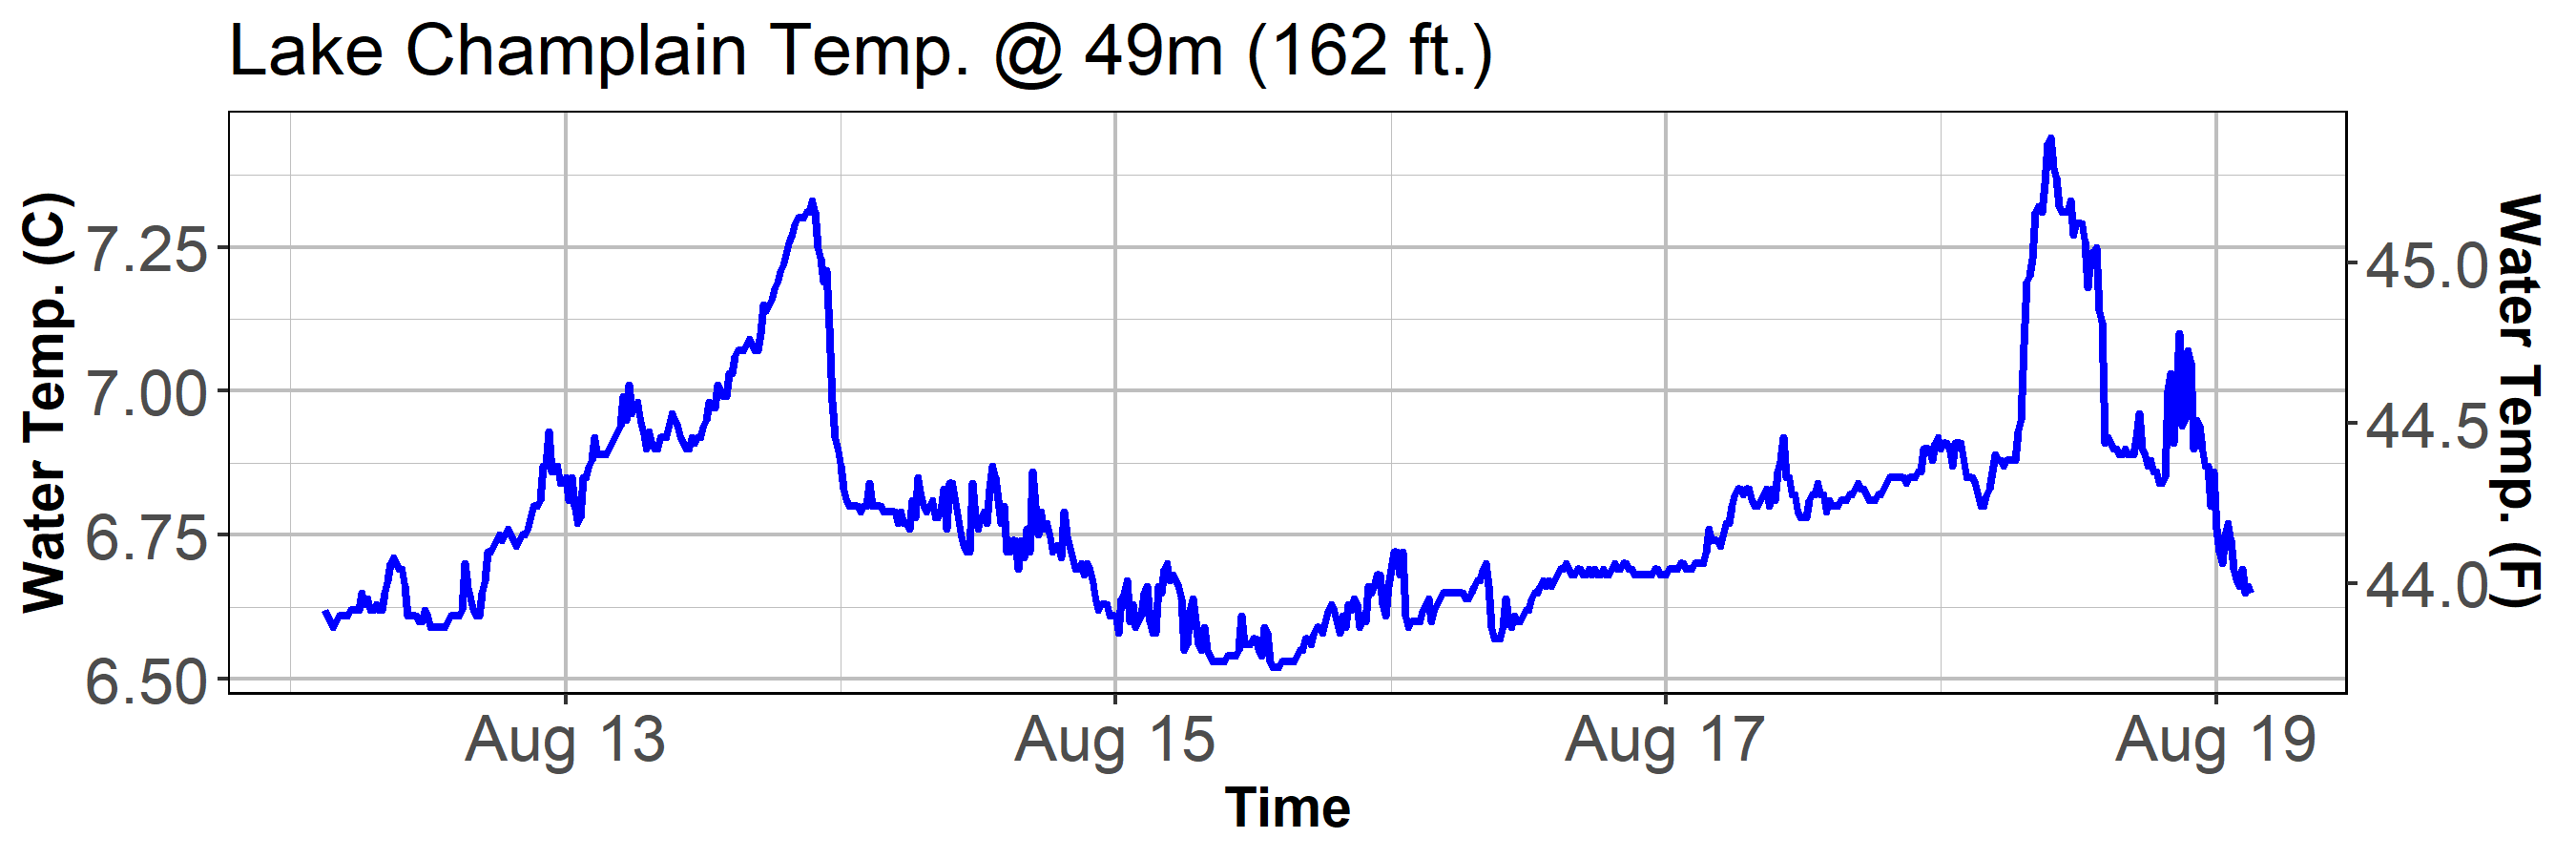 Lake Champlain Temp. @ 49m (162 ft.)
Water Temp. (C)
7.25
7.00
6.75
6.50
45.0
44.5
44.0
Water Temp. (F)
Aug 13 Aug 15 Aug 17 Aug 19
Time